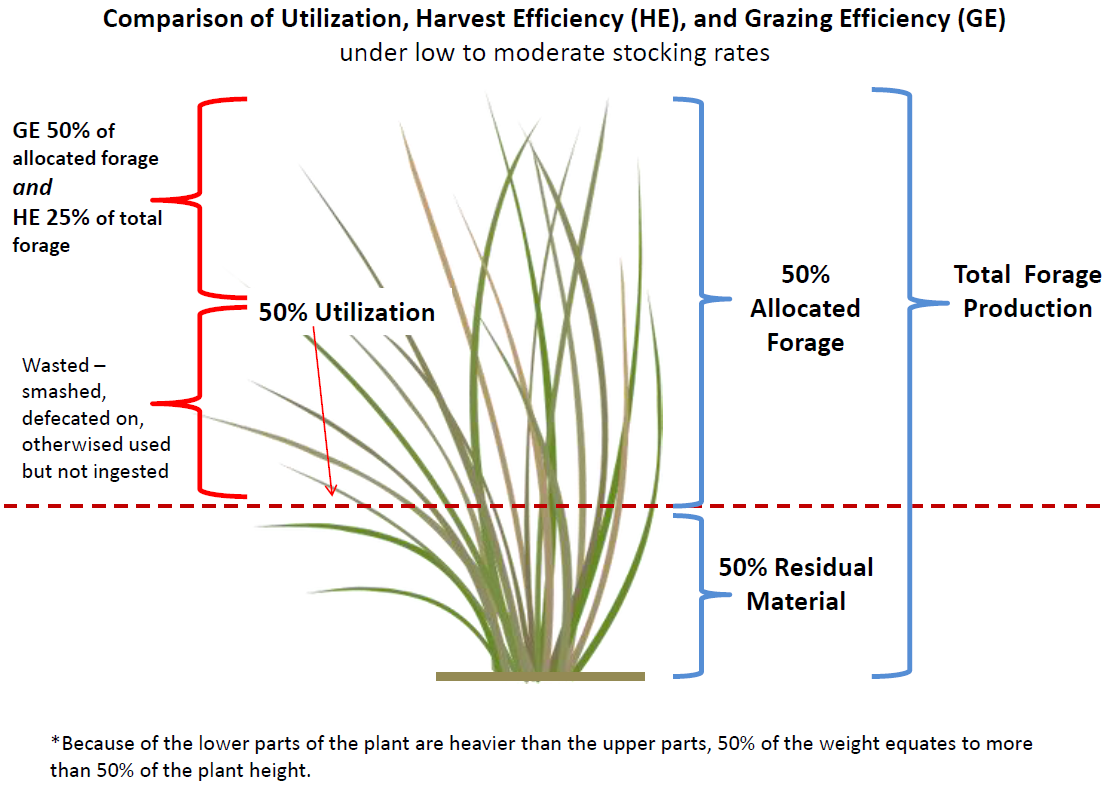 Comparison of Utilization, Harvest Efficiency (HE), and Grazing Efficiency (GE)
under low to moderate stocking rates
GE 50% of
allocated forage
and
HE 25% of total
forage
50% Utilization
Wasted –
smashed,
defecated on,
otherwised used
but not ingested
50%
Allocated
Forage
Total Forage
Production
50% Residual
Material
*Because of the lower parts of the plant are heavier than the upper parts, 50% of the weight equates to more
than 50% of the plant height.